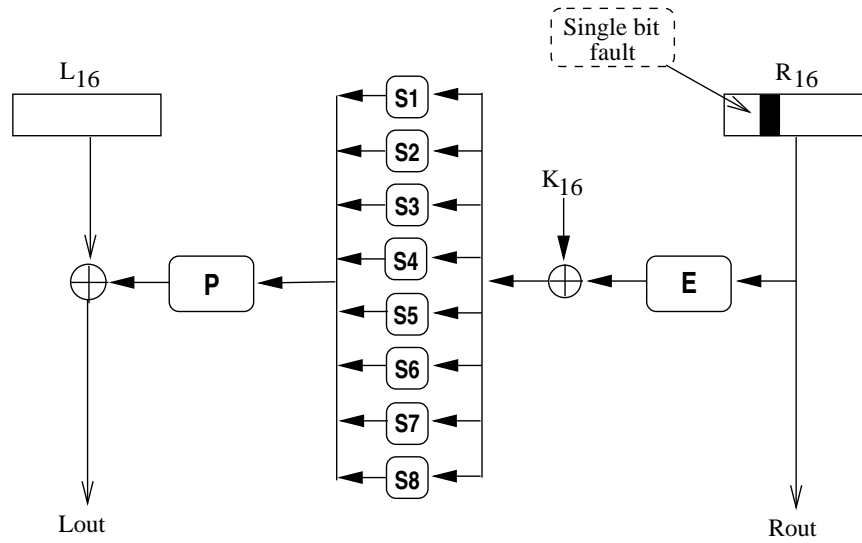 Single bit
fault
L16
R16
S1
S2
S3
K16
S4
P
E
S5
S6
S7
S8
Lout
Rout